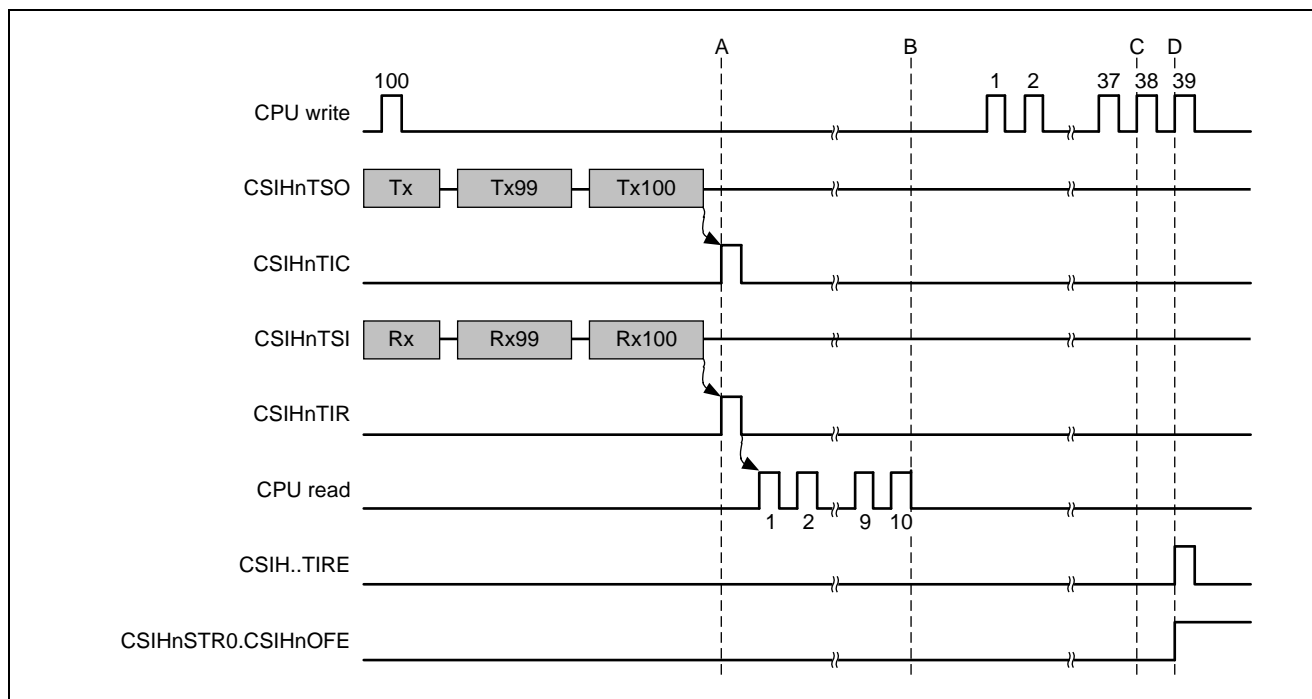 A B C D
100 1 2 37 38 39
CPU write
CSIHnTSO Tx Tx99 Tx100
CSIHnTIC
CSIHnTSI Rx Rx99 Rx100
CSIHnTIR
CPU read
1 2 9 10
CSIH..TIRE
CSIHnSTR0.CSIHnOFE